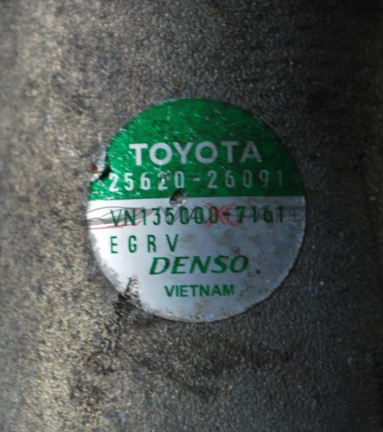 TOYOTA
25620-26091
VN135000-7161
EGRV
DENSO
VIETNAM